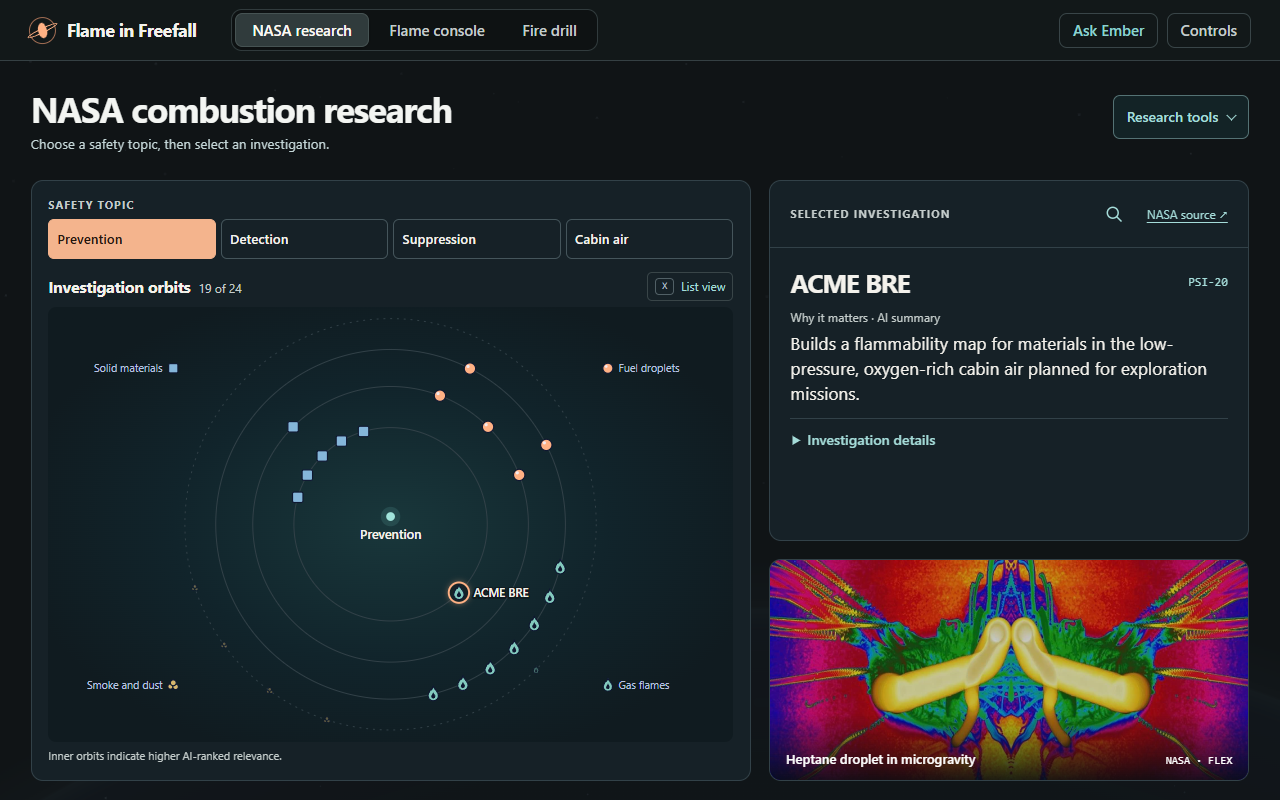 Flame in Freefall
NASA research
Flame console
Fire drill
Ask Ember
Controls
NASA combustion research
Choose a safety topic, then select an investigation.
Research tools
SAFETY TOPIC
Prevention
Detection
Suppression
Cabin air
Investigation orbits 19 of 24
X List view
Solid materials
Fuel droplets
Prevention
ACME BRE
Smoke and dust
Gas flames
Inner orbits indicate higher AI-ranked relevance.
SELECTED INVESTIGATION
NASA source ↗
ACME BRE
PSI-20
Why it matters · AI summary
Builds a flammability map for materials in the low-
pressure, oxygen-rich cabin air planned for exploration
missions.
Investigation details
Heptane droplet in microgravity
NASA · FLEX